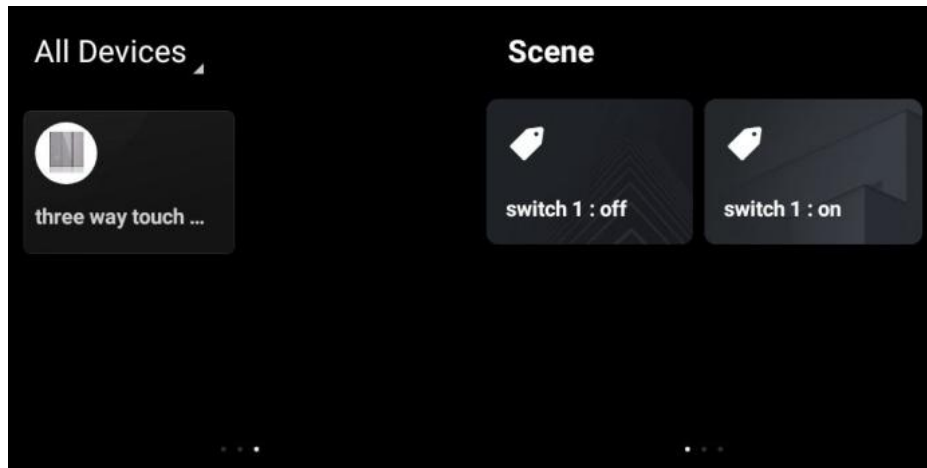 All Devices
three way touch ...
Scene
switch 1 : off
switch 1 : on